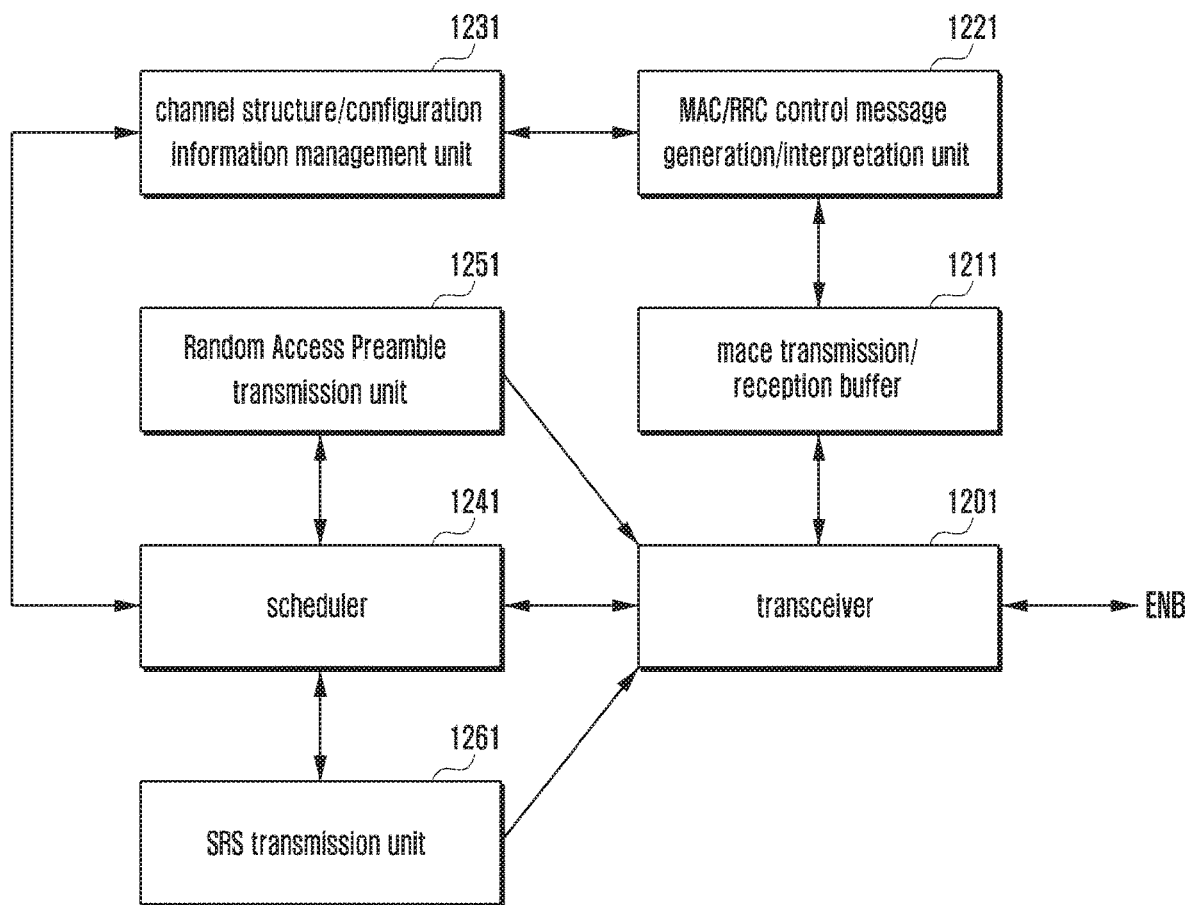 1231
channel structure/configuration
information management unit
1221
MAC/RRC control message
generation/interpretation unit
1251
Random Access Preamble
transmission unit
1211
mace transmission/
reception buffer
1241
scheduler
1201
transceiver
ENB
1261
SRS transmission unit